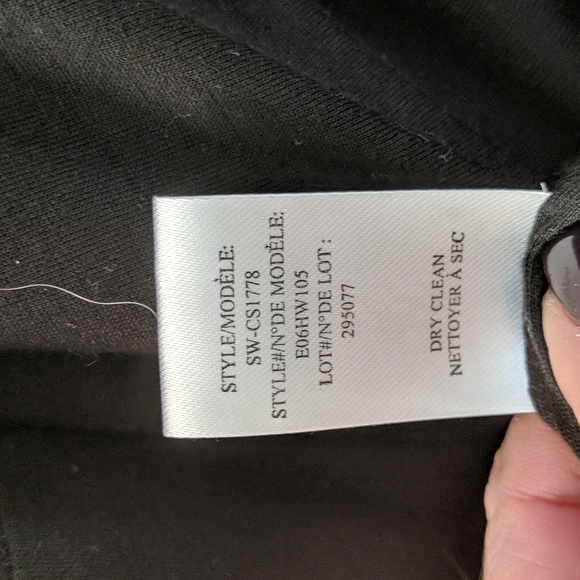 STYLE/MODÈLE:
SW-CS1778
STYLE#/N°DE MODÈLE:
E06HW105
LOT#/N°DE LOT :
295077
DRY CLEAN
NETTOYER À SEC